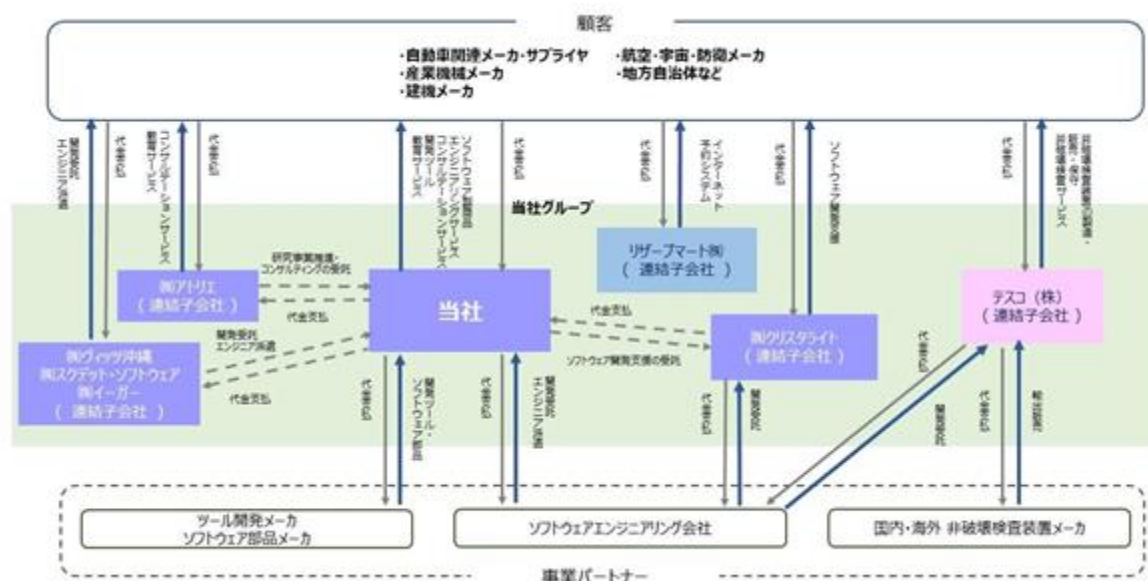 顧客
・自動車関連メーカ・サプライヤ
・産業機械メーカ
・建機メーカ
・航空・宇宙・防衛メーカ
・地方自治体など
開発受託
エンジニア派遣
代金支払
コンサルテーションサービス
教育サービス
代金支払
ソフトウェア製部品
エンジニアリングサービス
コンサルテーションサービス
開発ツール
教育サービス
代金支払
代金支払
インターネット
予約システム
代金支払
ソフトウェア開発支援
代金支払
非破壊検査装置の製造・
販売・保守
非破壊検査サービス
当社グループ
㈱アトリエ
( 連結子会社 )
研究事業推進・
コンサルティングの受託
代金支払
当社
リザーブマート㈱
( 連結子会社 )
テスコ（株）
( 連結子会社 )
㈱ヴィッツ沖縄
㈱スクデット・ソフトウェア
㈱イーガー
( 連結子会社 )
開発受託
エンジニア派遣
代金支払
代金支払
ソフトウェア開発支援の受託
㈱クリスタライト
( 連結子会社 )
代金支払
開発ツール・
ソフトウェア部品
代金支払
開発委託
エンジニア派遣
代金支払
開発委託
代金支払
開発委託
代金支払
ツール開発メーカ
ソフトウェア部品メーカ
ソフトウェアエンジニアリング会社
国内・海外 非破壊検査装置メーカ
事業パートナー